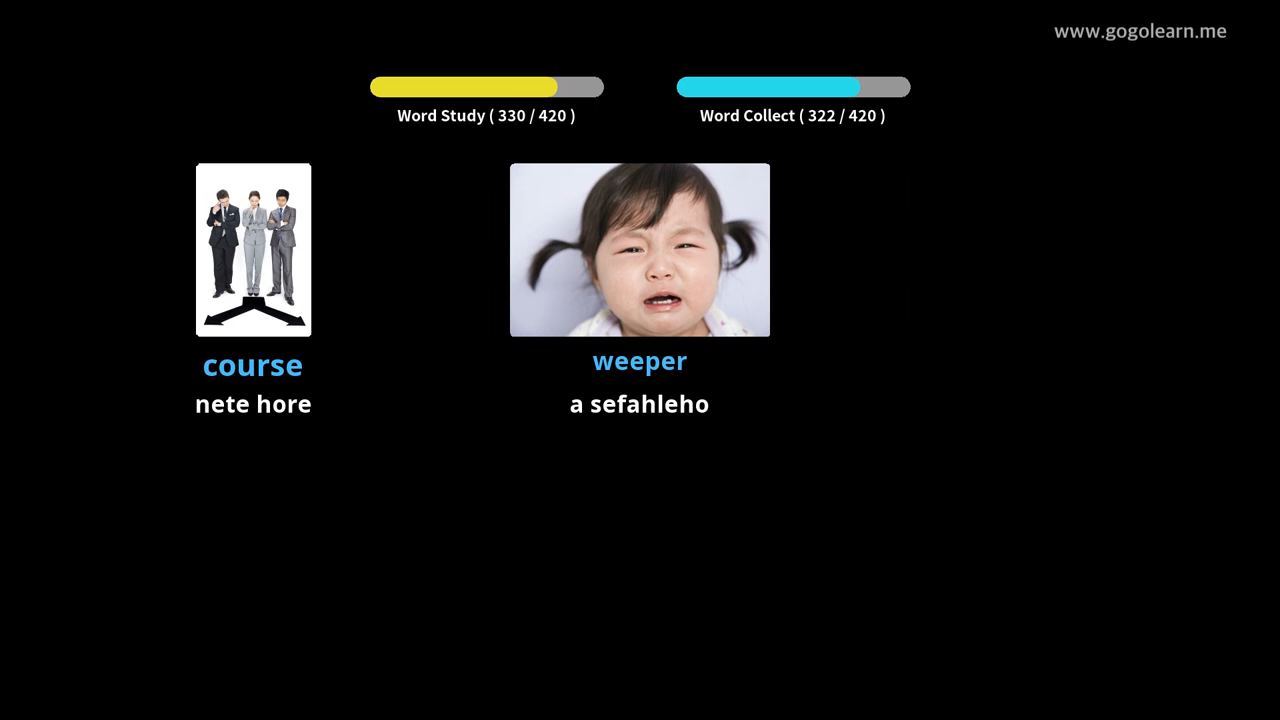 www.gogolearn.me
Word Study ( 330 / 420 )
Word Collect ( 322 / 420 )
course
nete hore
weeper
a sefahleho